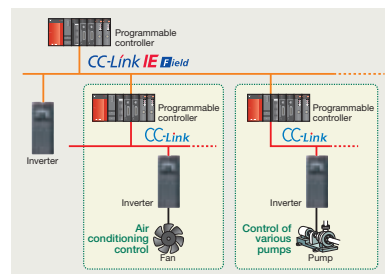 Programmable
controller
CC-Link IE Field
Programmable
controller
Programmable
controller
CC-Link
CC-Link
Inverter
Inverter
Inverter
Air
conditioning
control
Fan
Control of
various
pumps
Pump